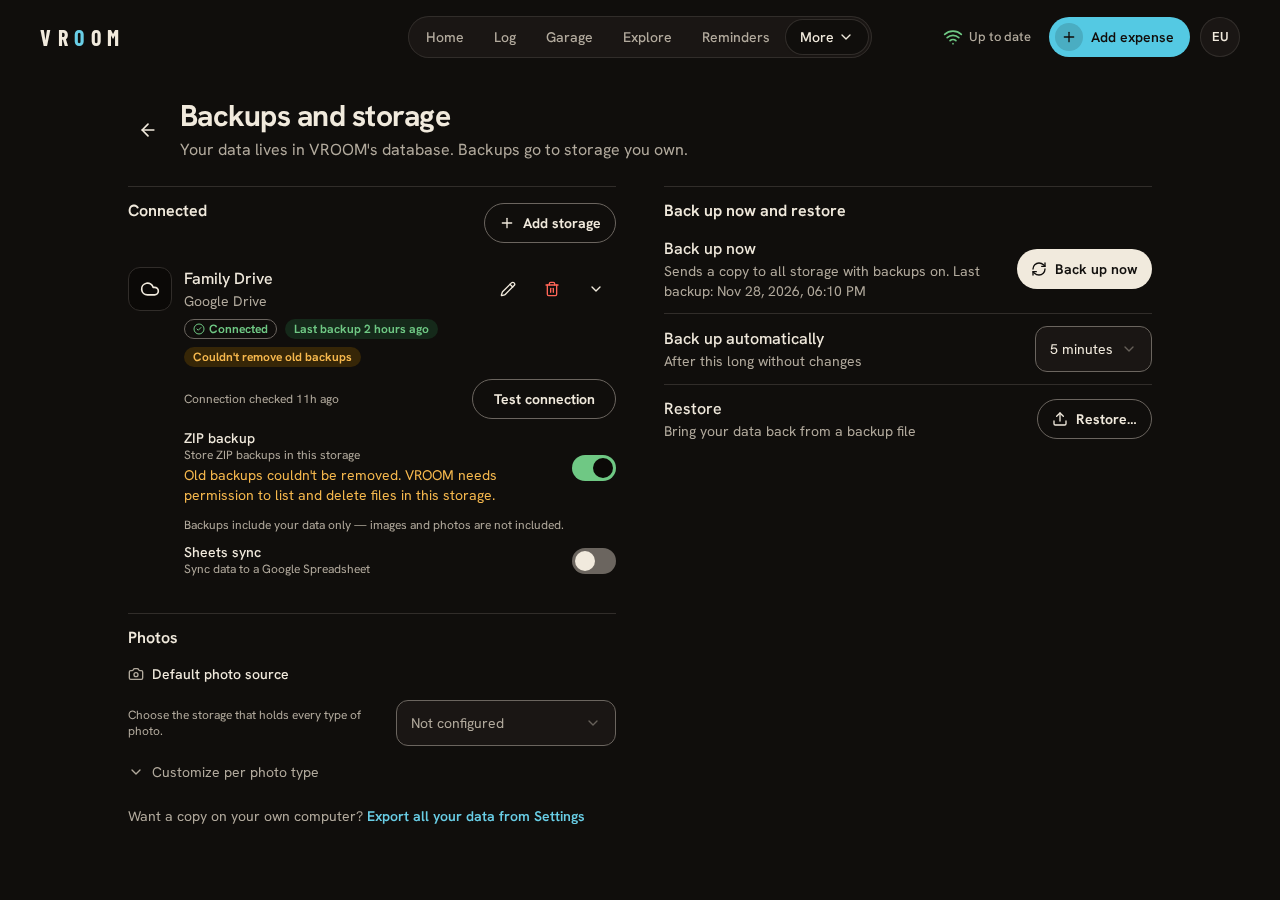 VROOM
Home
Log
Garage
Explore
Reminders
More
Up to date
Add expense
EU
Backups and storage
Your data lives in VROOM's database. Backups go to storage you own.
Connected
Add storage
Family Drive
Google Drive
Connected
Last backup 2 hours ago
Couldn't remove old backups
Connection checked 11h ago
Test connection
ZIP backup
Store ZIP backups in this storage
Old backups couldn't be removed. VROOM needs
permission to list and delete files in this storage.
Backups include your data only — images and photos are not included.
Sheets sync
Sync data to a Google Spreadsheet
Photos
Default photo source
Choose the storage that holds every type of
photo.
Not configured
Customize per photo type
Want a copy on your own computer? Export all your data from Settings
Back up now and restore
Back up now
Sends a copy to all storage with backups on. Last
backup: Nov 28, 2026, 06:10 PM
Back up now
Back up automatically
After this long without changes
5 minutes
Restore
Bring your data back from a backup file
Restore...